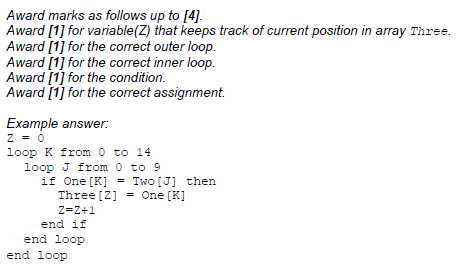 Award marks as follows up to [4].
Award [1] for variable(Z) that keeps track of current position in array Three.
Award [1] for the correct outer loop.
Award [1] for the correct inner loop.
Award [1] for the condition.
Award [1] for the correct assignment.

Example answer:
Z = 0
loop K from 0 to 14
loop J from 0 to 9
if One[K] = Two[J] then
Three[Z] = One[K]
Z=Z+1
end if
end loop
end loop